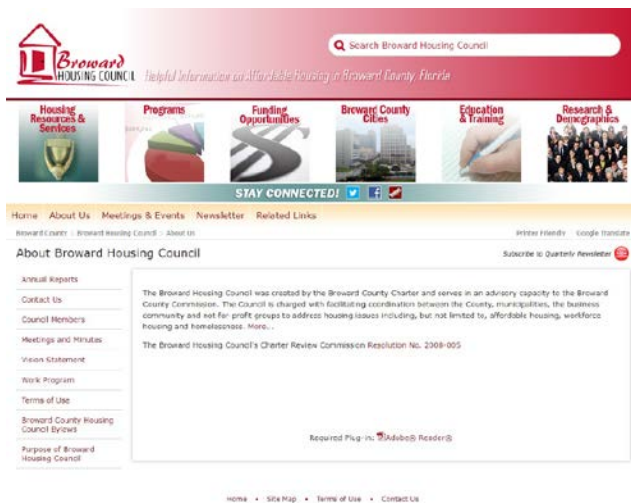 Search Broward Housing Council
Broward
HOUSING COUNCIL
Helpful Information on Affordable Housing in Broward County, Florida
Housing
Resources &
Services
Programs
Funding
Opportunities
Broward County
Cities
Education
& Training
Research &
Demographics
STAY CONNECTED!
Home About Us Meetings & Events Newsletter Related Links
Broward County > Broward Housing Council > About Us
Printer Friendly Google Translate
About Broward Housing Council
Subscribe to Quarterly Newsletter
Annual Reports
Contact Us
Council Members
Meetings and Minutes
Vision Statement
Work Program
Terms of Use
Broward County Housing
Council Bylaws
Purpose of Broward
Housing Council
The Broward Housing Council was created by the Broward County Charter and serves in an advisory capacity to the Broward
County Commission. The Council is charged with facilitating coordination between the County, municipalities, the business
community and not-for-profit groups to address housing issues including, but not limited to, affordable housing, workforce
housing and homelessness. More...
The Broward Housing Council's Charter Review Commission Resolution No. 2008-005
Required Plug-in: Adobe® Reader®
Home • Site Map • Terms of Use • Contact Us